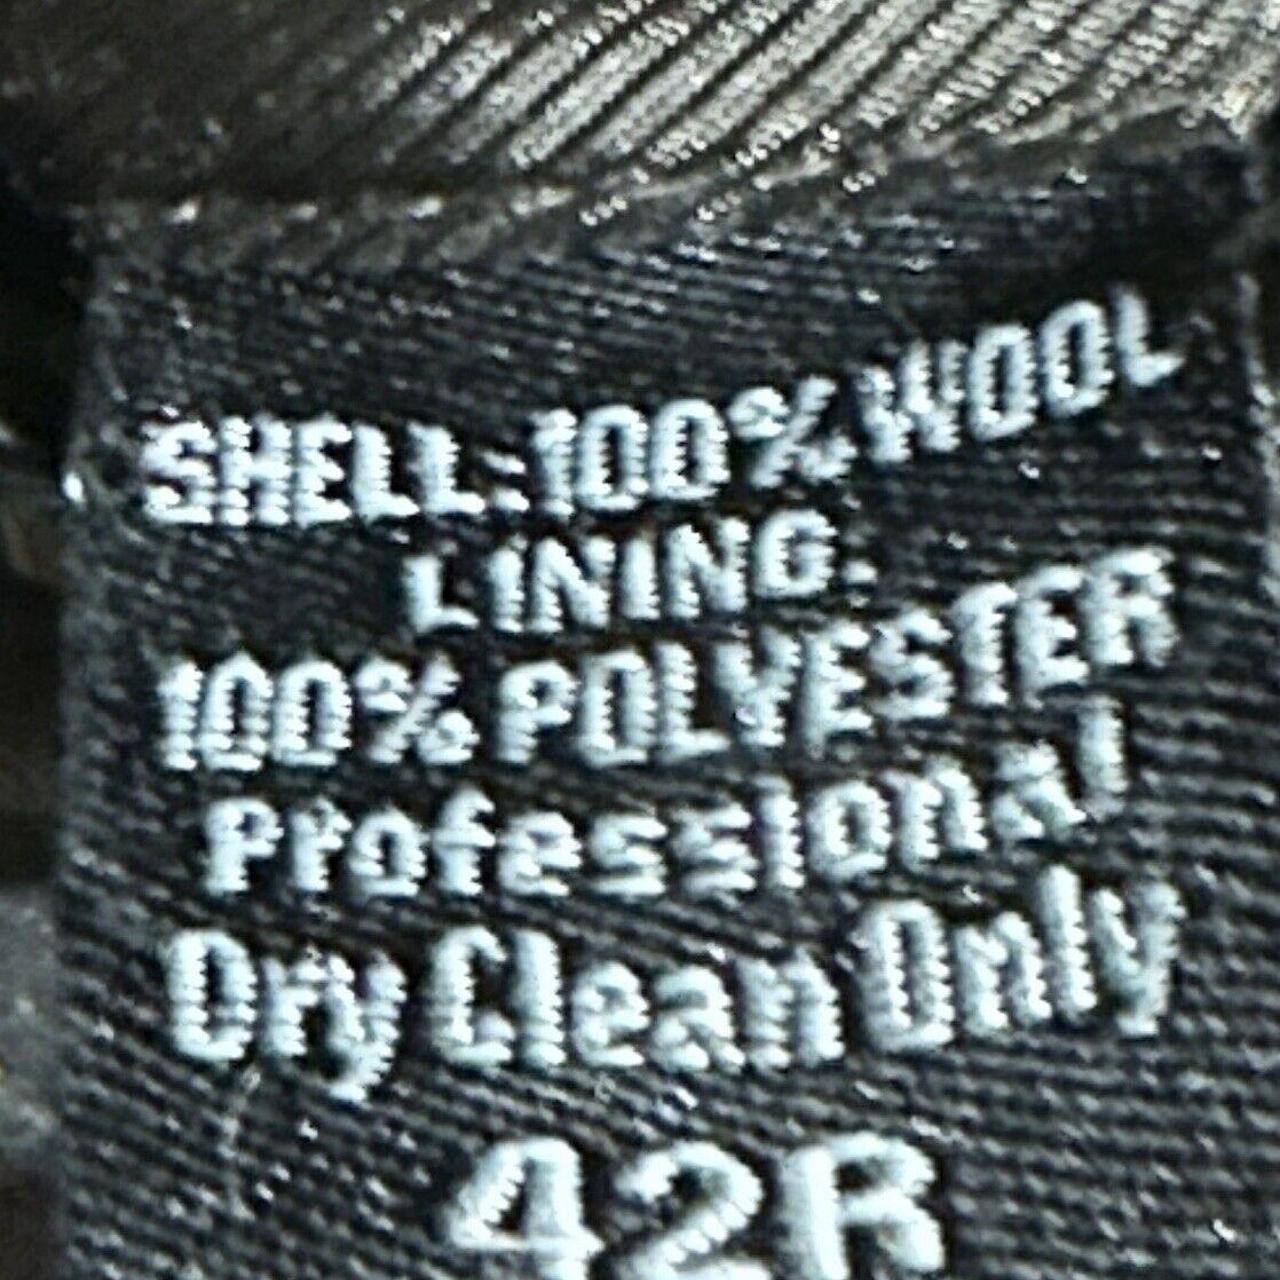 SHELL:100% WOOL
LINING:
100% POLYESTER
Professional
Dry Clean Only
42R